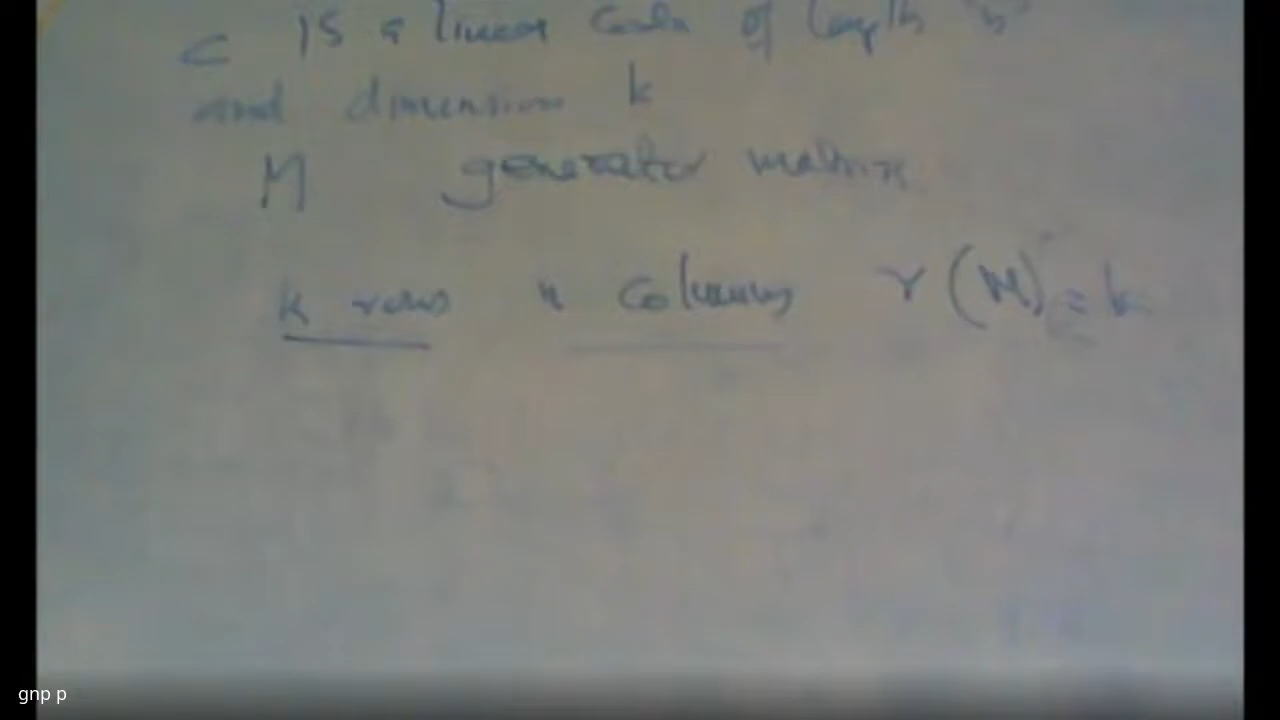 C is a linear code of length "n"
and dimension k
M generator matrix
k rows n columns r(M) = k
gnp p